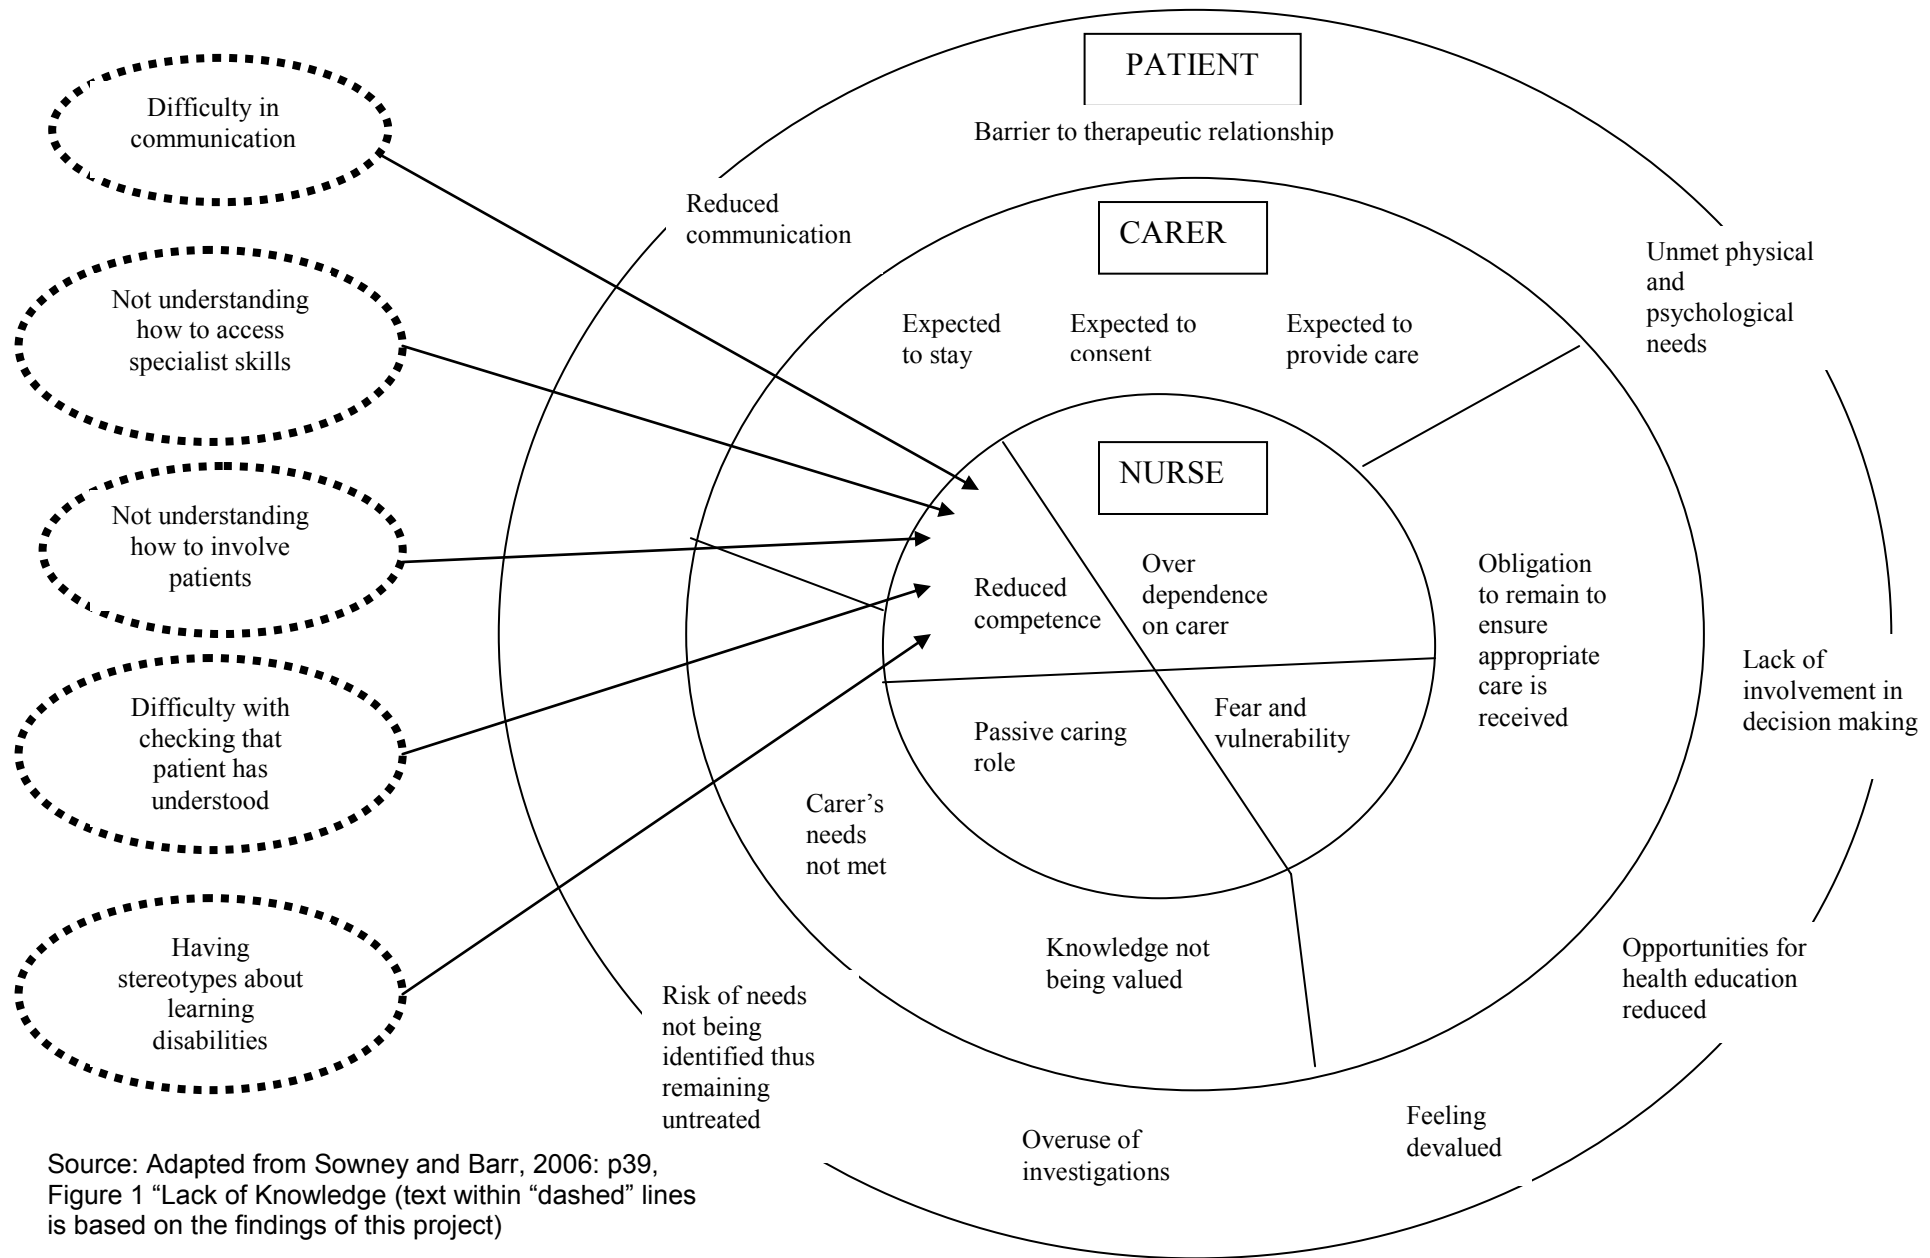 Difficulty in
communication
Not understanding
how to access
specialist skills
Not understanding
how to involve
patients
Difficulty with
checking that
patient has
understood
Having
stereotypes about
learning
disabilities
PATIENT
Barrier to therapeutic relationship
Reduced
communication
Unmet physical
and
psychological
needs
Lack of
involvement in
decision making
Opportunities for
health education
reduced
Feeling
devalued
Overuse of
investigations
Risk of needs
not being
identified thus
remaining
untreated
CARER
Expected
to stay
Expected to
consent
Expected to
provide care
Obligation
to remain to
ensure
appropriate
care is
received
Knowledge not
being valued
Carer’s
needs
not met
NURSE
Reduced
competence
Over
dependence
on carer
Passive caring
role
Fear and
vulnerability
Source: Adapted from Sowney and Barr, 2006: p39,
Figure 1 “Lack of Knowledge (text within “dashed” lines
is based on the findings of this project)